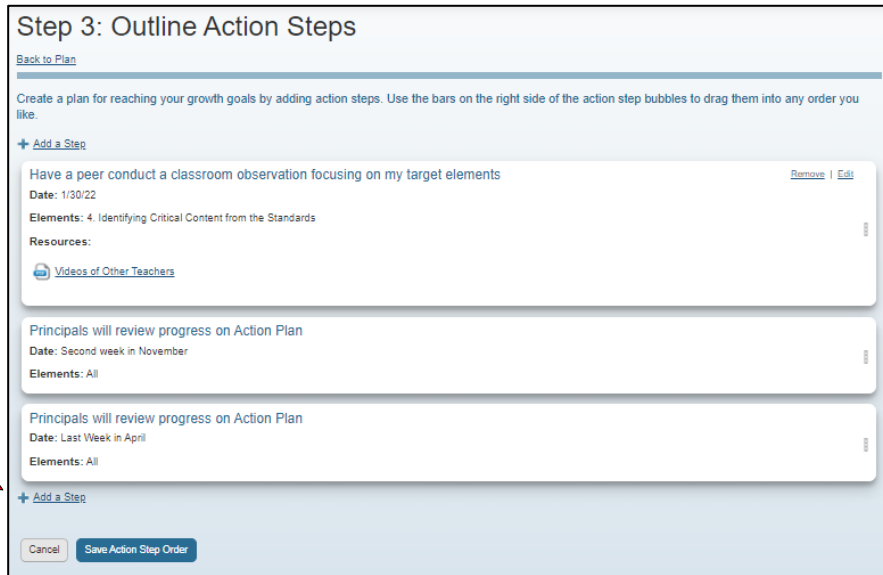 Step 3: Outline Action Steps
Back to Plan
Create a plan for reaching your growth goals by adding action steps. Use the bars on the right side of the action step bubbles to drag them into any order you
like.
+ Add a Step
Have a peer conduct a classroom observation focusing on my target elements
Remove | Edit
Date: 1/30/22
Elements: 4. Identifying Critical Content from the Standards
Resources:
Videos of Other Teachers
Principals will review progress on Action Plan
Date: Second week in November
Elements: All
Principals will review progress on Action Plan
Date: Last Week in April
Elements: All
+ Add a Step
Cancel
Save Action Step Order